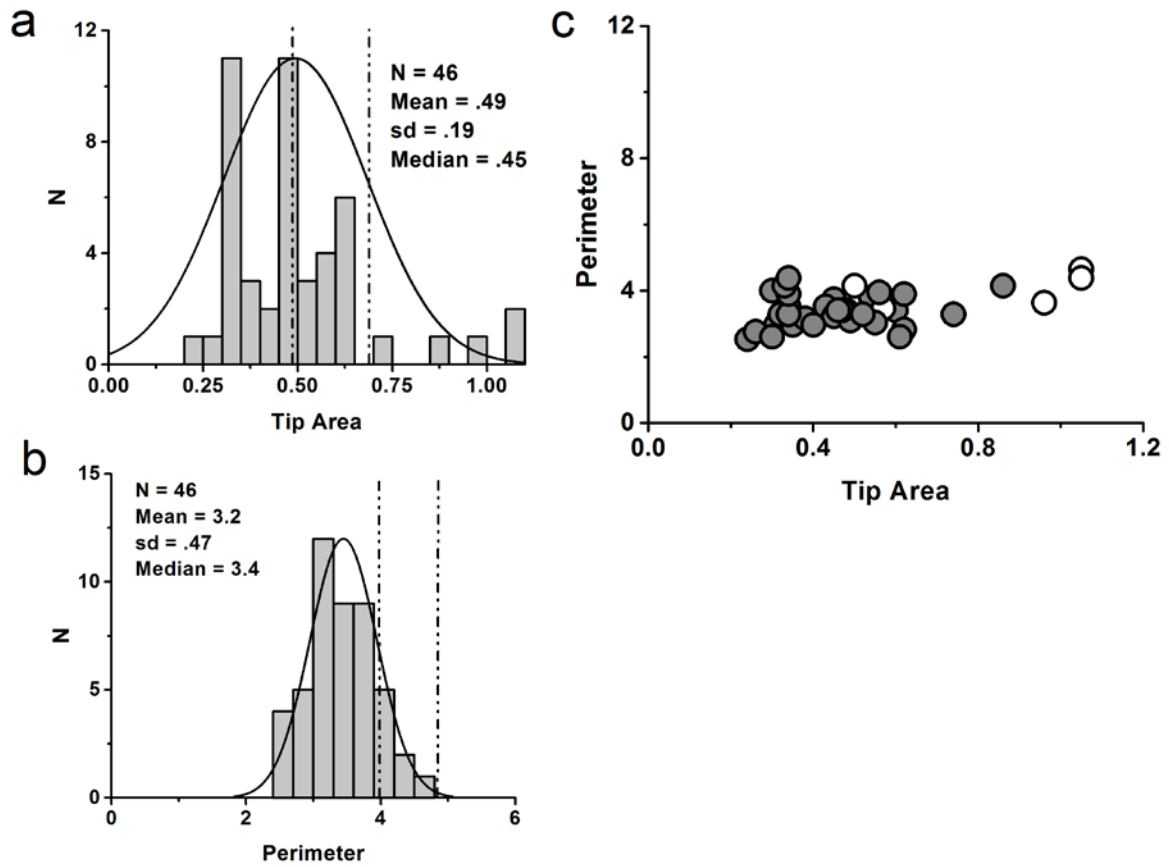 a
12
8
4
0
N
N = 46
Mean = .49
sd = .19
Median = .45
0.00
0.25
0.50
0.75
1.00
Tip Area
b
15
10
5
0
N
N = 46
Mean = 3.2
sd = .47
Median = 3.4
0
2
4
6
Perimeter
c
12
8
4
0
Perimeter
0.0
0.4
0.8
1.2
Tip Area